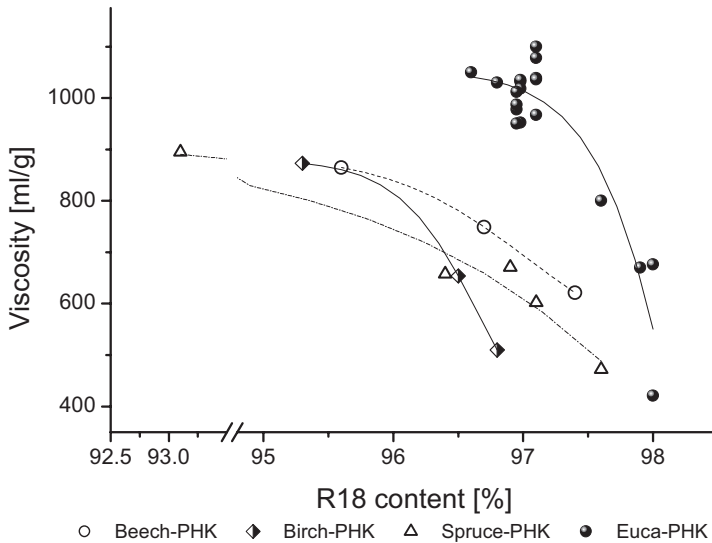 Viscosity [ml/g]
1000
800
600
400
92.5 93.0 95 96 97 98
R18 content [%]
Beech-PHK Birch-PHK Spruce-PHK Euca-PHK